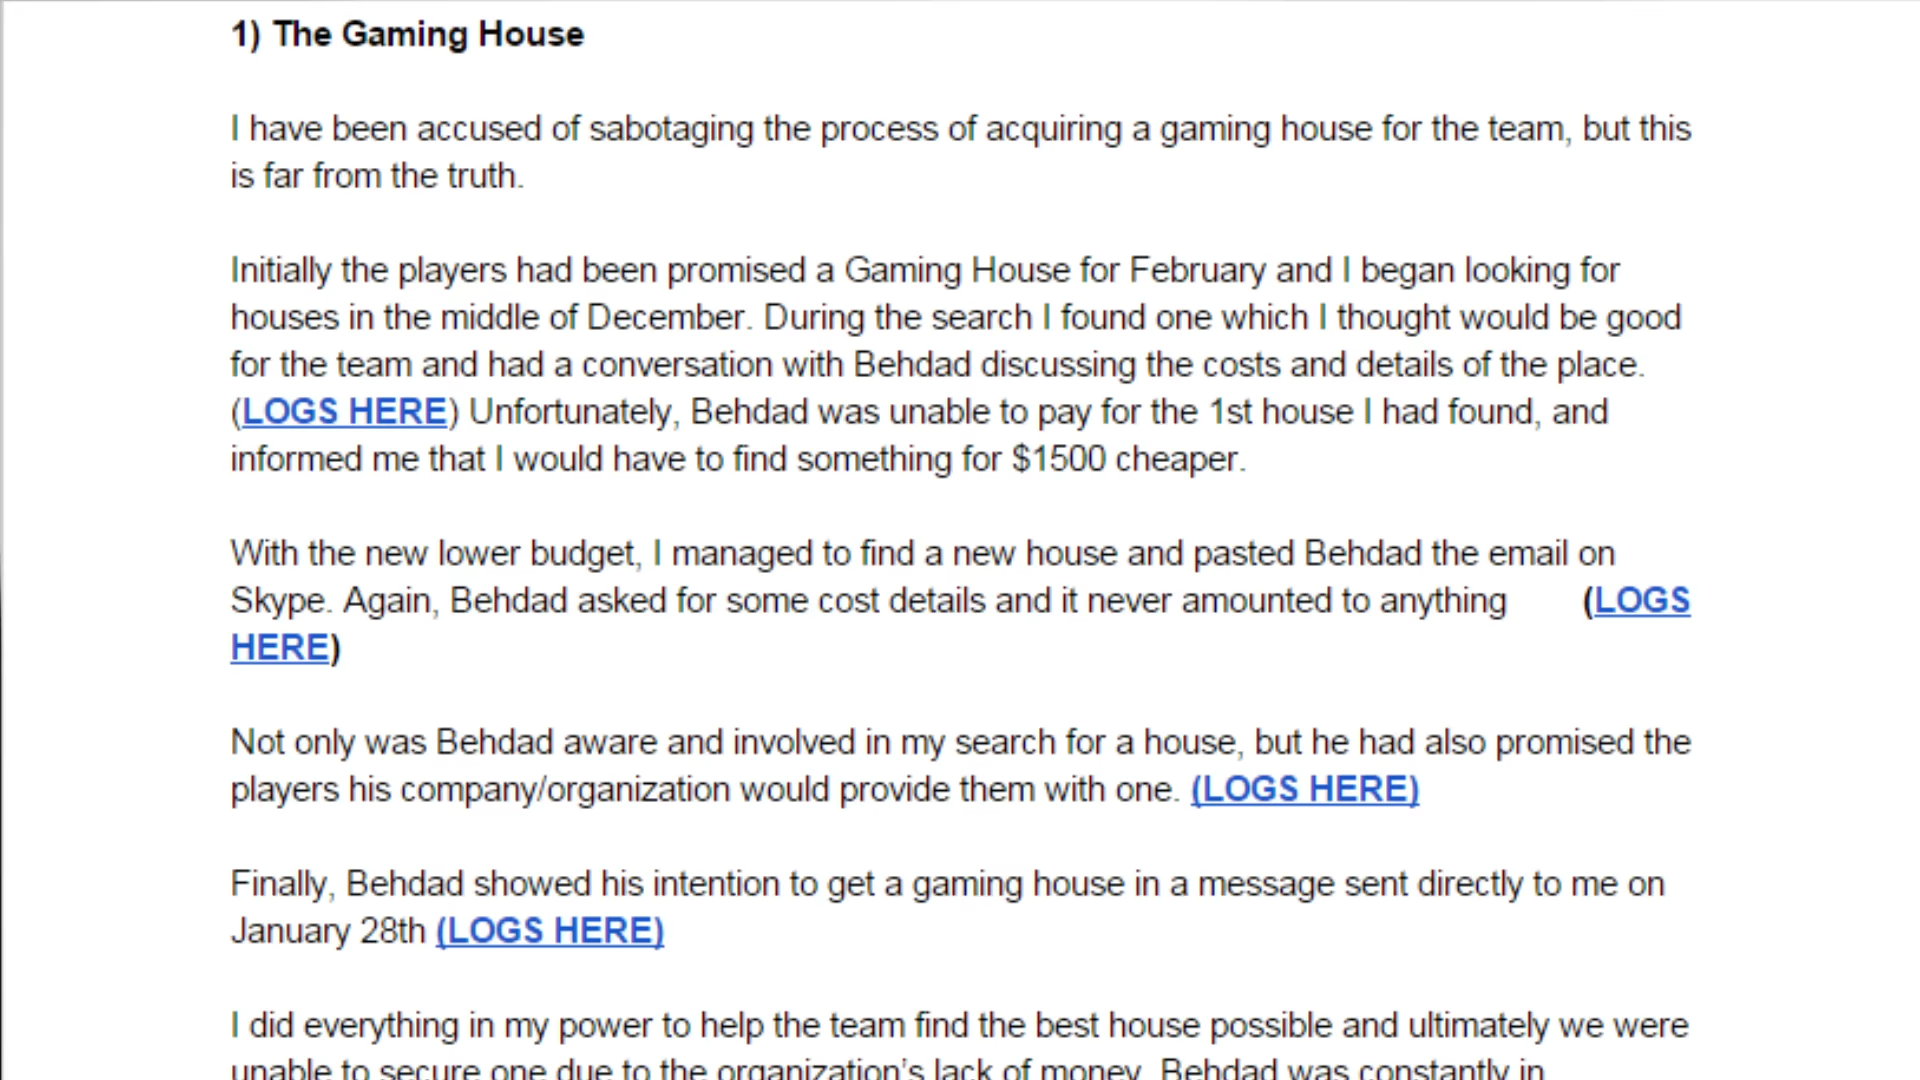 1) The Gaming House
I have been accused of sabotaging the process of acquiring a gaming house for the team, but this
is far from the truth.
Initially the players had been promised a Gaming House for February and I began looking for
houses in the middle of December. During the search I found one which I thought would be good
for the team and had a conversation with Behdad discussing the costs and details of the place.
(LOGS HERE) Unfortunately, Behdad was unable to pay for the 1st house I had found, and
informed me that I would have to find something for $1500 cheaper.
With the new lower budget, I managed to find a new house and pasted Behdad the email on
Skype. Again, Behdad asked for some cost details and it never amounted to anything (LOGS
HERE)
Not only was Behdad aware and involved in my search for a house, but he had also promised the
players his company/organization would provide them with one. (LOGS HERE)
Finally, Behdad showed his intention to get a gaming house in a message sent directly to me on
January 28th (LOGS HERE)
I did everything in my power to help the team find the best house possible and ultimately we were
unable to secure one due to the organization's lack of money. Behdad was constantly in